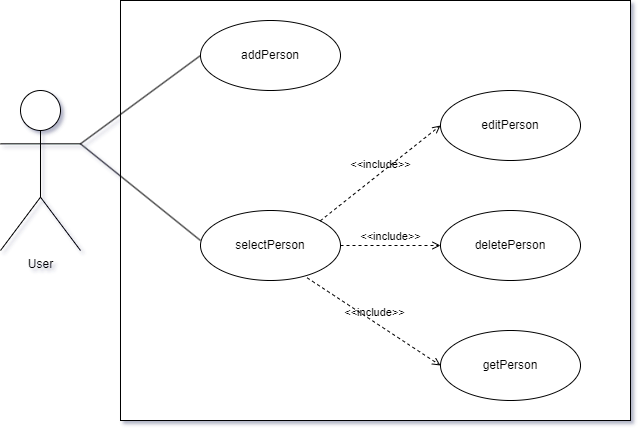 addPerson
editPerson
<<include>>
User
selectPerson
<<include>>
deletePerson
<<include>>
getPerson